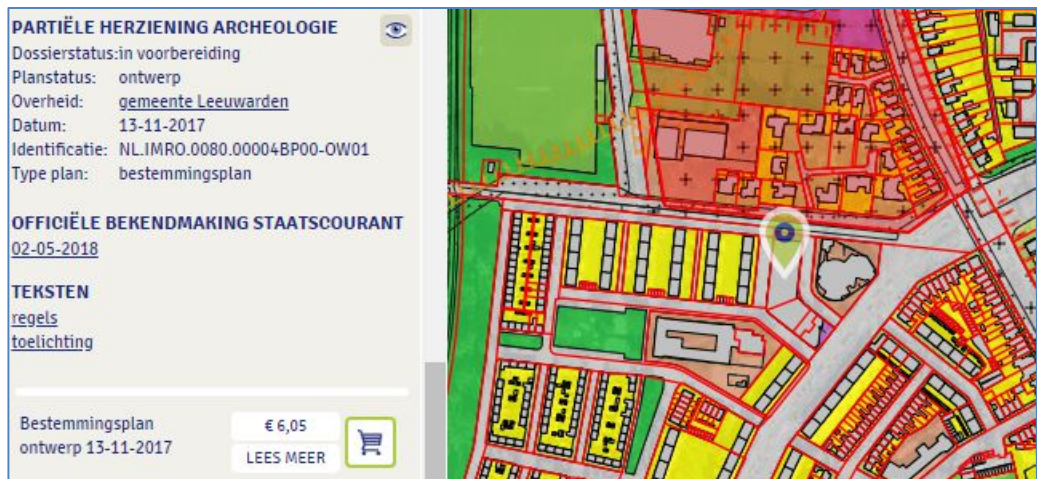 PARTIËLE HERZIENING ARCHEOLOGIE
Dossierstatus:in voorbereiding
Planstatus: ontwerp
Overheid: gemeente Leeuwarden
Datum: 13-11-2017
Identificatie: NL.IMRO.0080.00004BP00-OW01
Type plan: bestemmingsplan
OFFICIËLE BEKENDMAKING STAATSCOURANT
02-05-2018
TEKSTEN
regels
toelichting
Bestemmingsplan
ontwerp 13-11-2017
€ 6,05
LEES MEER